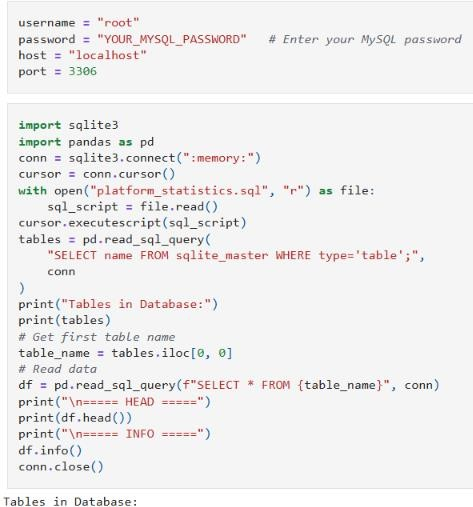 username = "root"
password = "YOUR_MYSQL_PASSWORD"   # Enter your MySQL password
host = "localhost"
port = 3306
import sqlite3
import pandas as pd
conn = sqlite3.connect(":memory:")
cursor = conn.cursor()
with open("platform_statistics.sql", "r") as file:
    sql_script = file.read()
cursor.executescript(sql_script)
tables = pd.read_sql_query(
    "SELECT name FROM sqlite_master WHERE type='table';",
    conn
)
print("Tables in Database:")
print(tables)
# Get first table name
table_name = tables.iloc[0, 0]
# Read data
df = pd.read_sql_query(f"SELECT * FROM {table_name}", conn)
print("\n===== HEAD =====")
print(df.head())
print("\n===== INFO =====")
df.info()
conn.close()
Tables in Database: